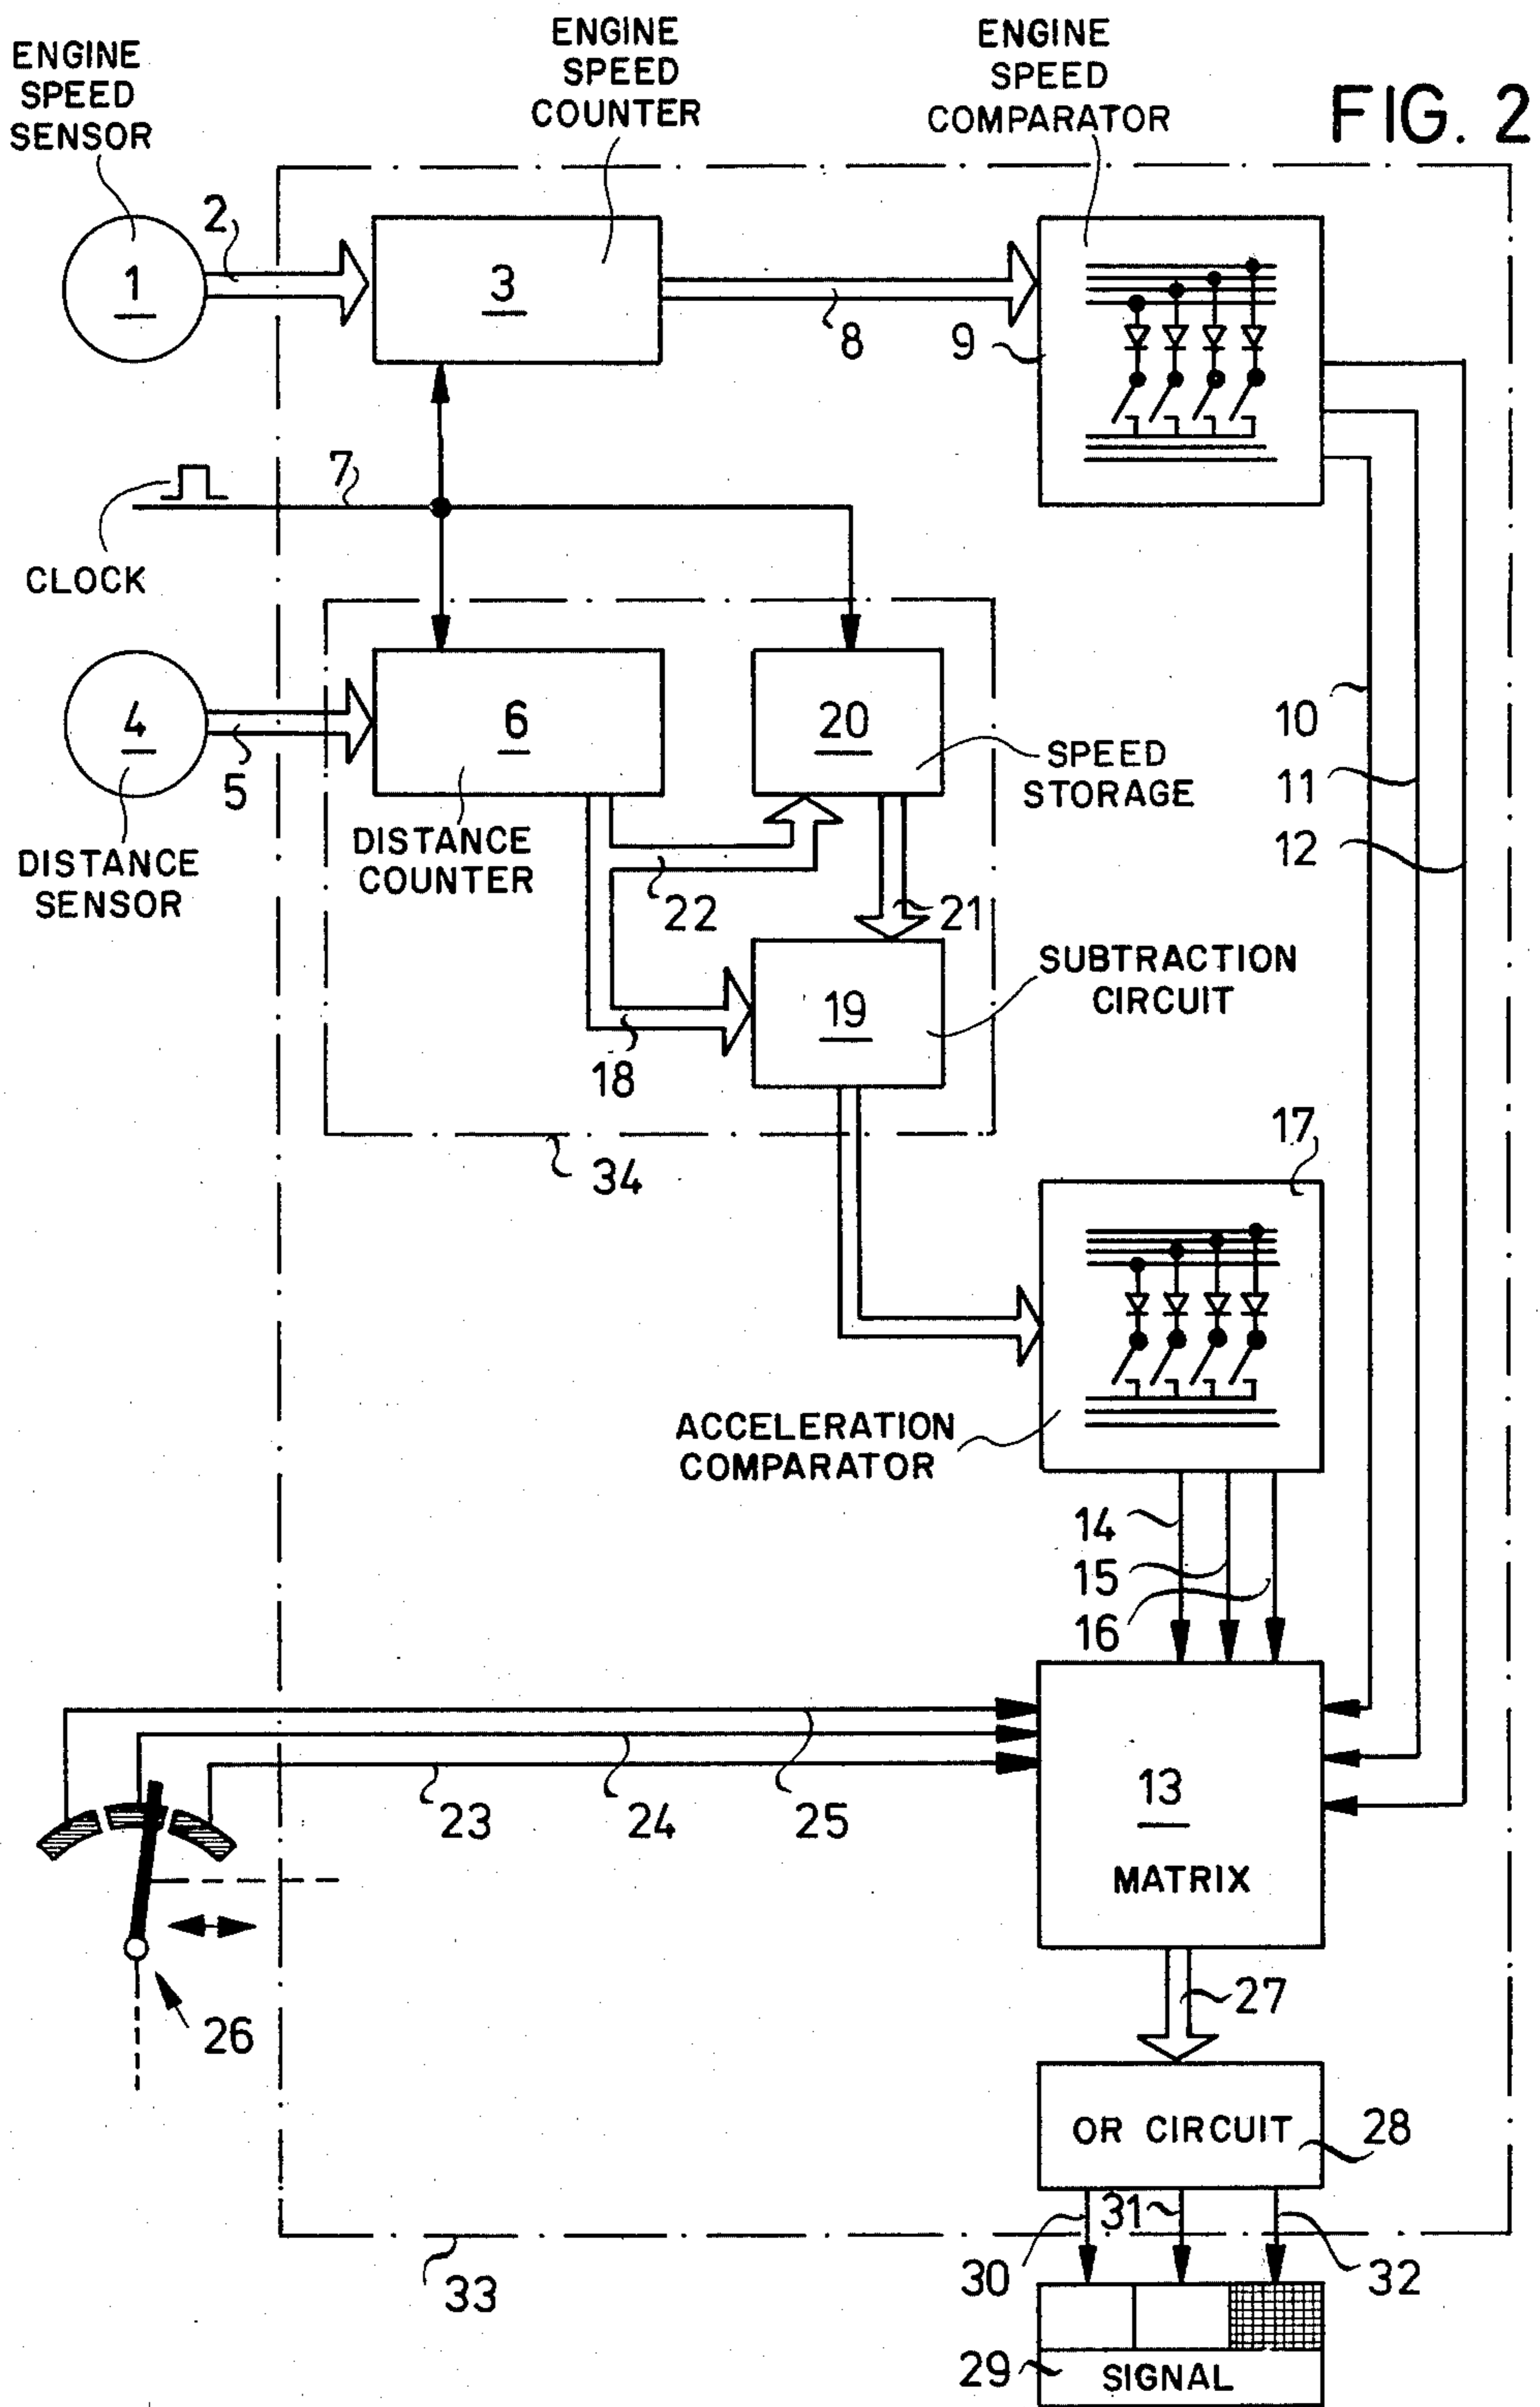 ENGINE
SPEED
SENSOR
ENGINE
SPEED
COUNTER
ENGINE
SPEED
COMPARATOR
FIG. 2
1
2
3
8
9
7
CLOCK
4
5
6
20
SPEED
STORAGE
10
11
12
DISTANCE
SENSOR
DISTANCE
COUNTER
22
21
19
SUBTRACTION
CIRCUIT
18
34
17
ACCELERATION
COMPARATOR
14
15
16
23
24
25
13
MATRIX
26
27
OR CIRCUIT
28
31
30
32
33
29
SIGNAL